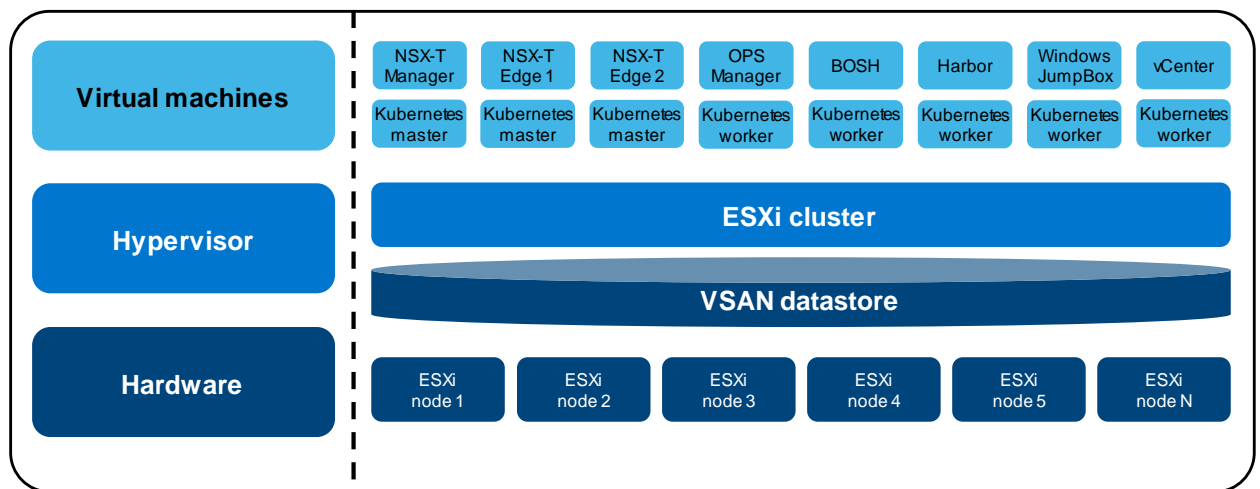 Virtual machines
NSX-T
Manager
NSX-T
Edge 1
NSX-T
Edge 2
OPS
Manager
BOSH
Harbor
Windows
JumpBox
vCenter
Kubernetes
master
Kubernetes
master
Kubernetes
master
Kubernetes
worker
Kubernetes
worker
Kubernetes
worker
Kubernetes
worker
Kubernetes
worker
Hypervisor
ESXi cluster
VSAN datastore
Hardware
ESXi
node 1
ESXi
node 2
ESXi
node 3
ESXi
node 4
ESXi
node 5
ESXi
node N